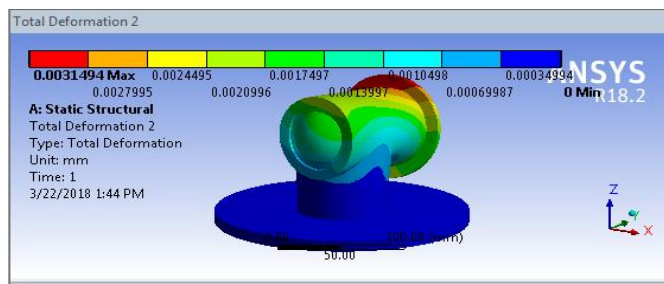 Total Deformation 2
0.0031494 Max 0.0024495 0.0017497 0.0010498 0.00034994
0.0027995 0.0020996 0.0013997 0.00069987 0 Min
ANSYS
R18.2
A: Static Structural
Total Deformation 2
Type: Total Deformation
Unit: mm
Time: 1
3/22/2018 1:44 PM
Z
Y
X
(mm)
50.00